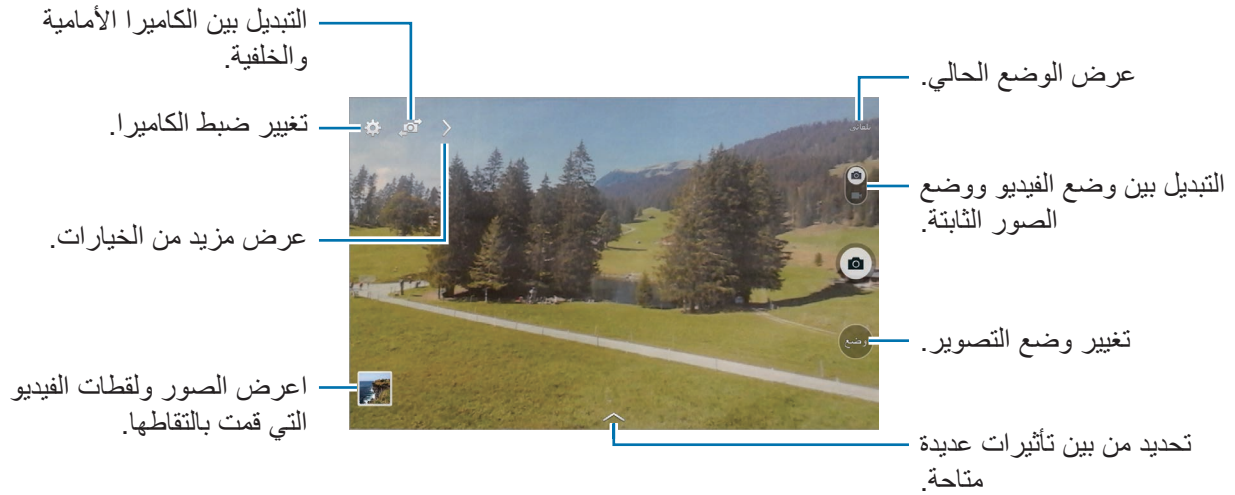 التبديل بين الكاميرا الأمامية
والخلفية.
عرض الوضع الحالي.
تغيير ضبط الكاميرا.
تلقائي
التبديل بين وضع الفيديو ووضع
الصور الثابتة.
عرض مزيد من الخيارات.
تغيير وضع التصوير.
وضع
اعرض الصور ولقطات الفيديو
التي قمت بالتقاطها.
تحديد من بين تأثيرات عديدة
متاحة.